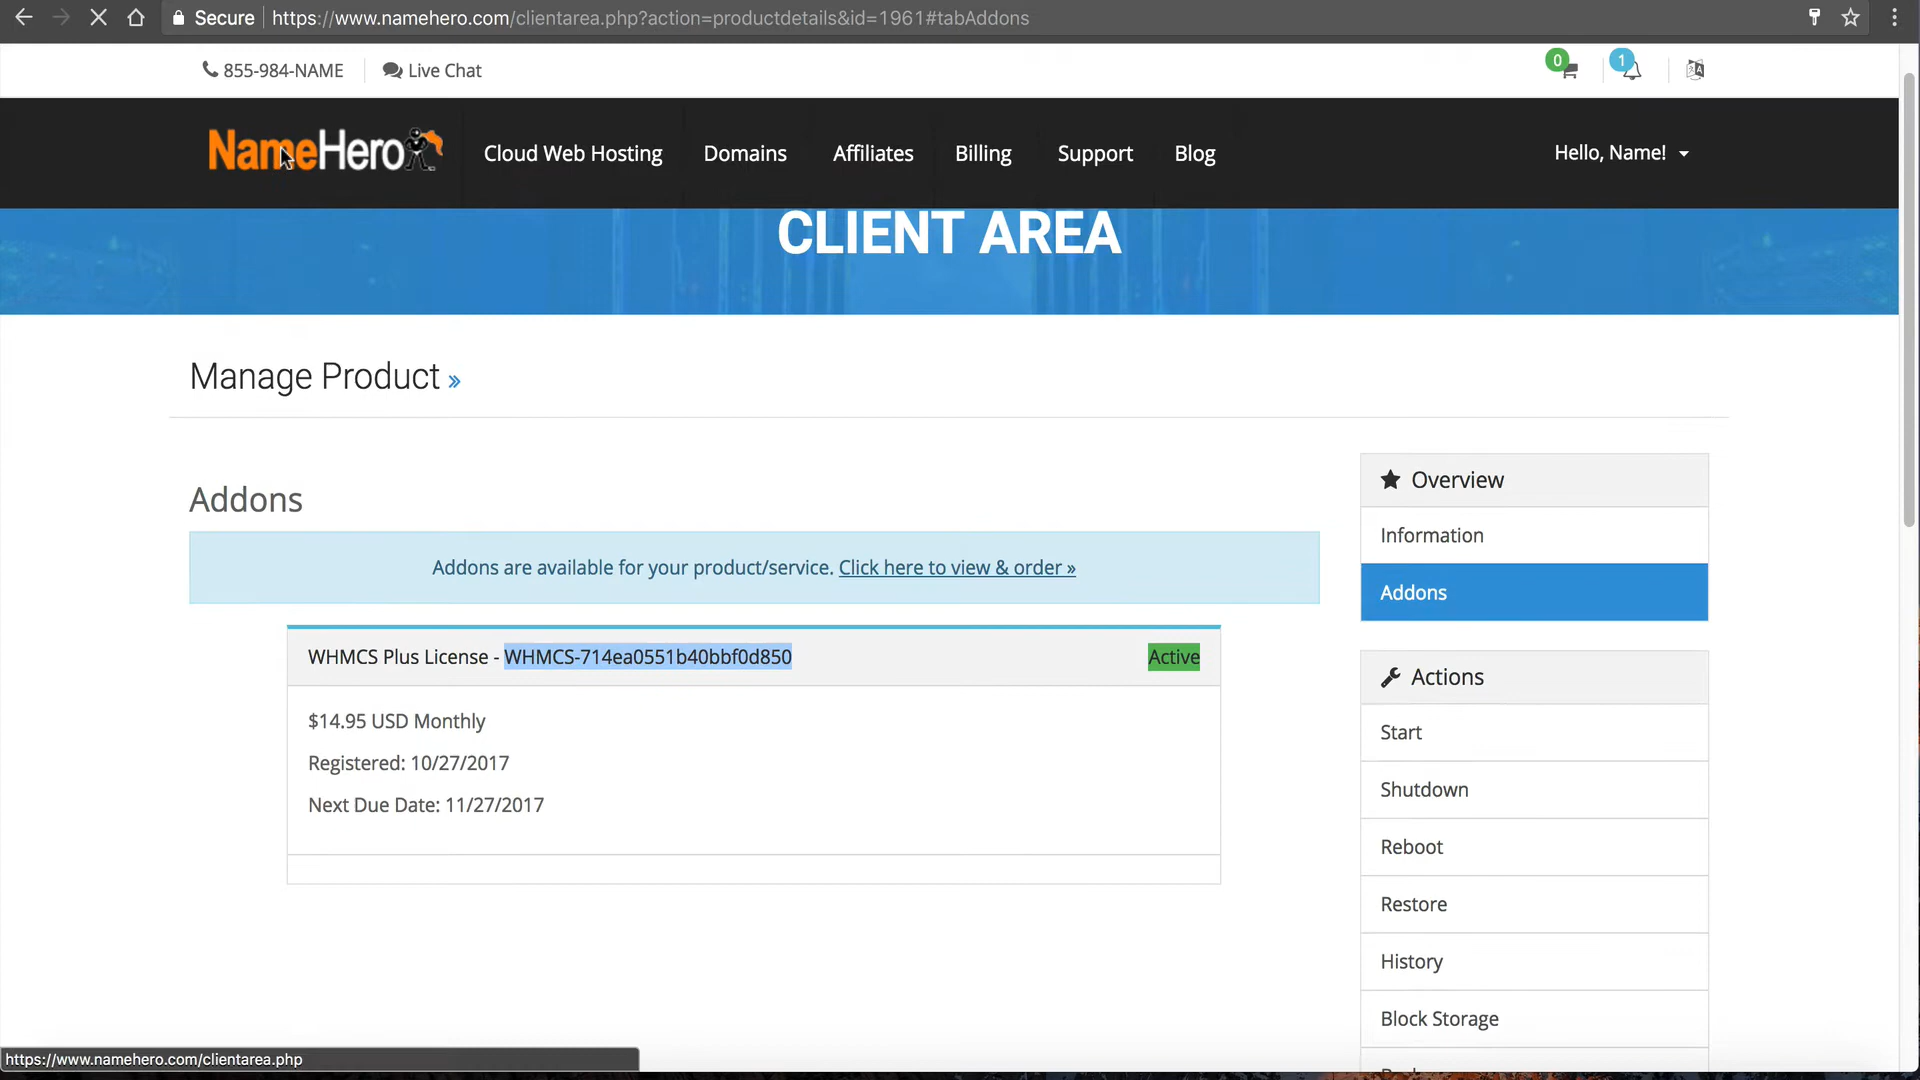 Secure https://www.namehero.com/clientarea.php?action=productdetails&id=1961#tabAddons
855-984-NAME Live Chat 0 1
NameHero Cloud Web Hosting Domains Affiliates Billing Support Blog Hello, Name!
CLIENT AREA
Manage Product »
Addons
Addons are available for your product/service. Click here to view & order »
WHMCS Plus License - WHMCS-714ea0551b40bbf0d850 Active
$14.95 USD Monthly
Registered: 10/27/2017
Next Due Date: 11/27/2017
Overview
Information
Addons
Actions
Start
Shutdown
Reboot
Restore
History
Block Storage
https://www.namehero.com/clientarea.php